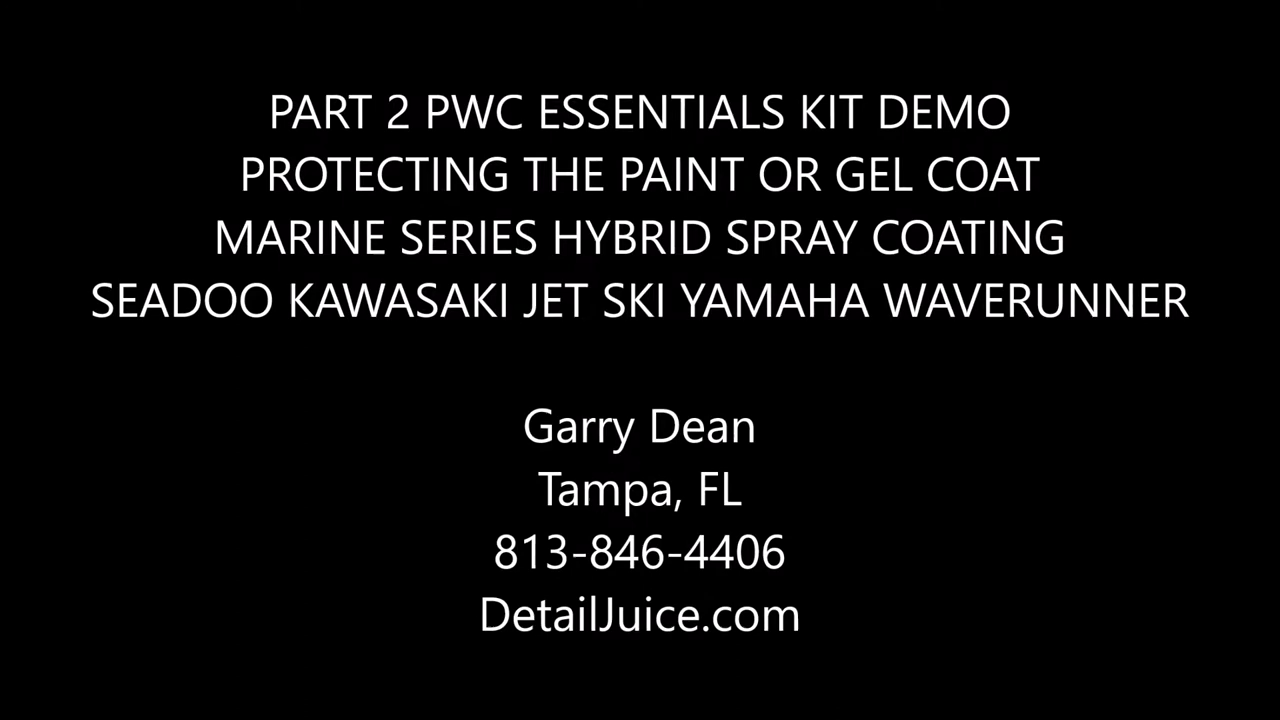 PART 2 PWC ESSENTIALS KIT DEMO
PROTECTING THE PAINT OR GEL COAT
MARINE SERIES HYBRID SPRAY COATING
SEADOO KAWASAKI JET SKI YAMAHA WAVERUNNER
Garry Dean
Tampa, FL
813-846-4406
DetailJuice.com